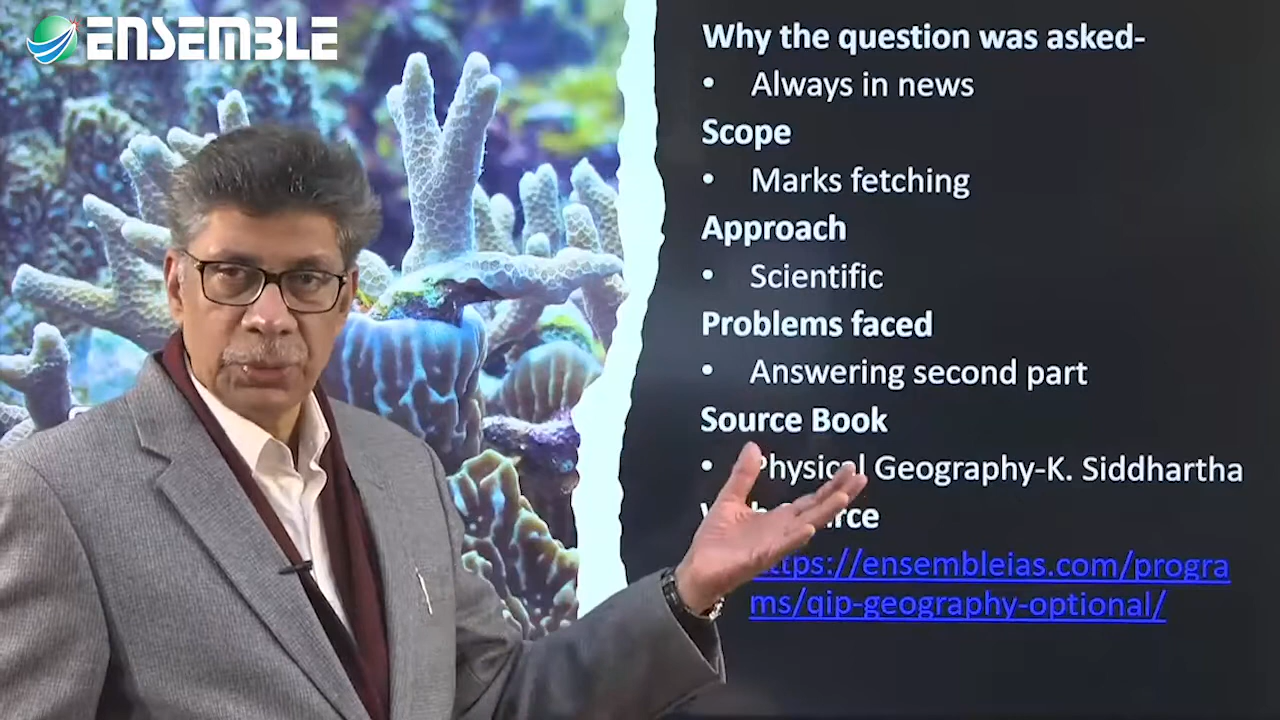 ENSEMBLE
Why the question was asked-
• Always in news
Scope
• Marks fetching
Approach
• Scientific
Problems faced
• Answering second part
Source Book
• Physical Geography-K. Siddhartha
https://ensembleias.com/progra
ms/qip-geography-optional/